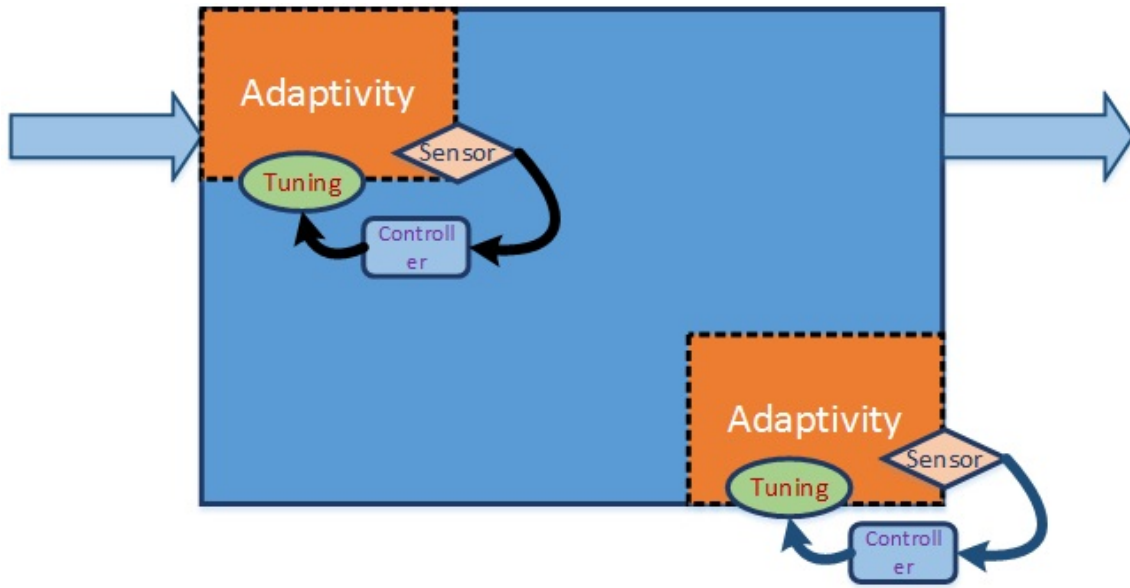 Adaptivity
Sensor
Tuning
Controll
er
Adaptivity
Sensor
Tuning
Controll
er